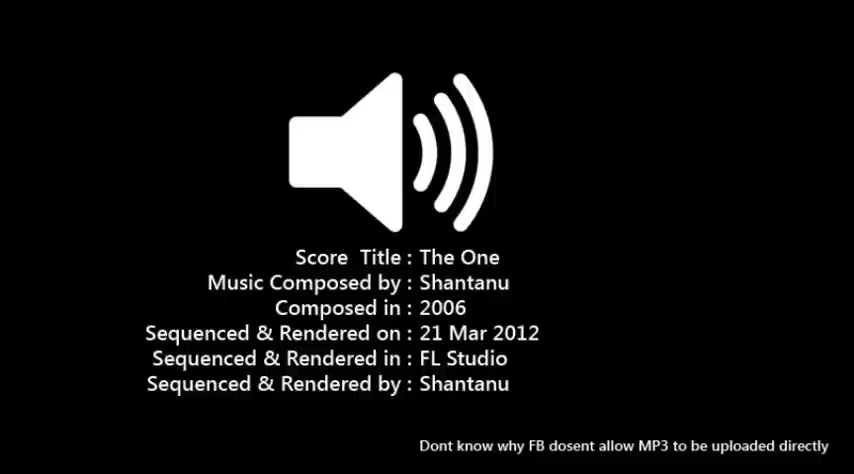 Score Title : The One
Music Composed by : Shantanu
Composed in : 2006
Sequenced & Rendered on : 21 Mar 2012
Sequenced & Rendered in : FL Studio
Sequenced & Rendered by : Shantanu
Dont know why FB dosent allow MP3 to be uploaded directly